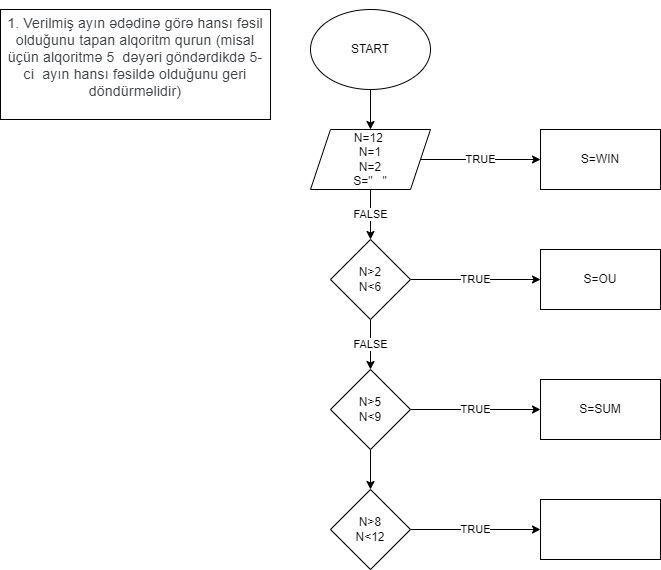 1. Verilmiş ayın ədədinə görə hansı fəsil
olduğunu tapan alqoritm qurun (misal
üçün alqoritmə 5 dəyəri göndərdikdə 5-
ci ayın hansı fəsildə olduğunu geri
döndürməlidir)
START
N=12
N=1
N=2
S=" "
TRUE
S=WIN
FALSE
N>2
N<6
TRUE
S=OU
FALSE
N>5
N<9
TRUE
S=SUM
N>8
N<12
TRUE